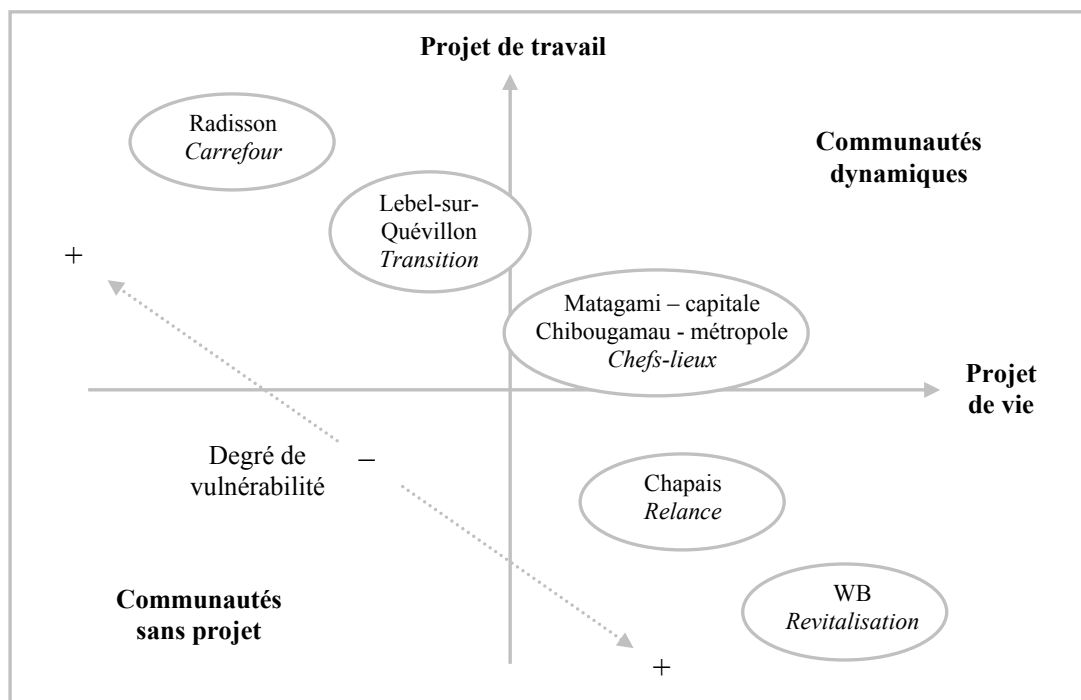 Projet de travail
Radisson
Carrefour
Communautés
dynamiques
Lebel-sur-
Quévillon
Transition
+
Matagami – capitale
Chibougamau - métropole
Chefs-lieux
Projet
de vie
Degré de
vulnérabilité
–
Chapais
Relance
Communautés
sans projet
WB
Revitalisation
+